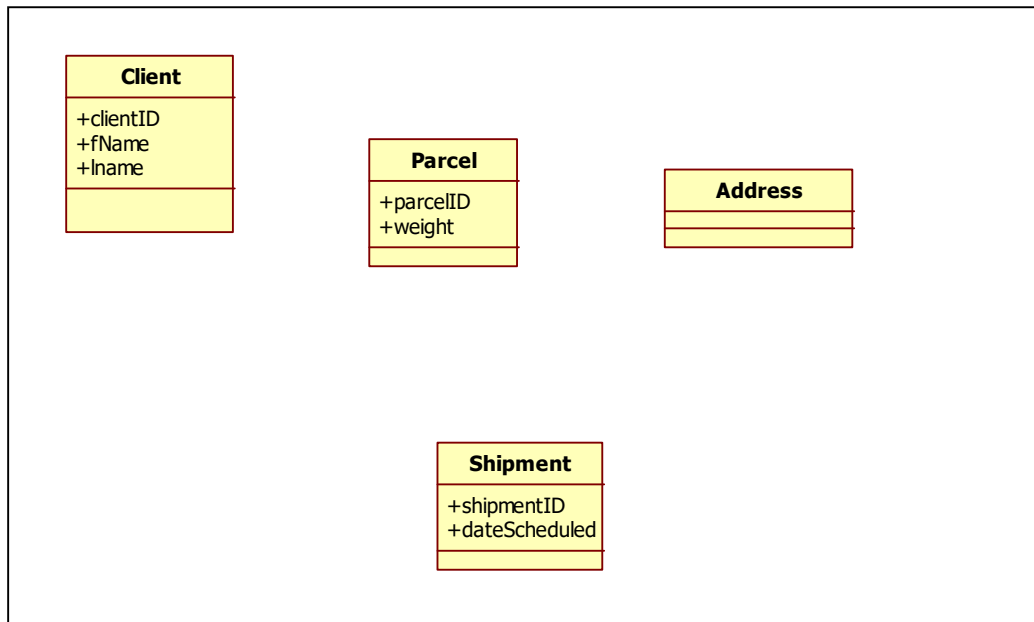 Client
+clientID
+fName
+lname
Parcel
+parcelID
+weight
Address
Shipment
+shipmentID
+dateScheduled